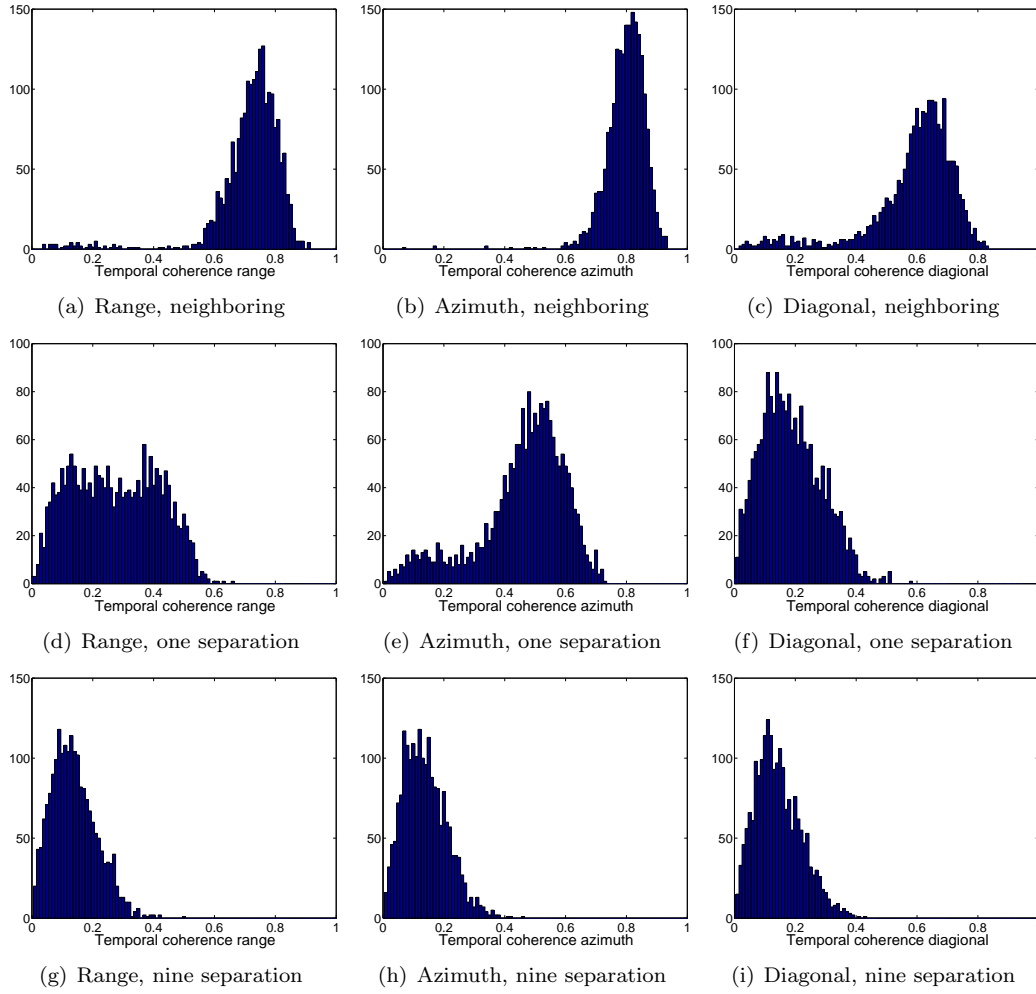 150
100
50
0
0 0.2 0.4 0.6 0.8 1
Temporal coherence range
(a) Range, neighboring
150
100
50
0
0 0.2 0.4 0.6 0.8 1
Temporal coherence azimuth
(b) Azimuth, neighboring
150
100
50
0
0 0.2 0.4 0.6 0.8
Temporal coherence diagonal
(c) Diagonal, neighboring
100
80
60
40
20
0
0 0.2 0.4 0.6 0.8 1
Temporal coherence range
(d) Range, one separation
100
80
60
40
20
0
0 0.2 0.4 0.6 0.8 1
Temporal coherence azimuth
(e) Azimuth, one separation
100
80
60
40
20
0
0 0.2 0.4 0.6 0.8
Temporal coherence diagonal
(f) Diagonal, one separation
150
100
50
0
0 0.2 0.4 0.6 0.8 1
Temporal coherence range
(g) Range, nine separation
150
100
50
0
0 0.2 0.4 0.6 0.8 1
Temporal coherence azimuth
(h) Azimuth, nine separation
150
100
50
0
0 0.2 0.4 0.6 0.8
Temporal coherence diagonal
(i) Diagonal, nine separation